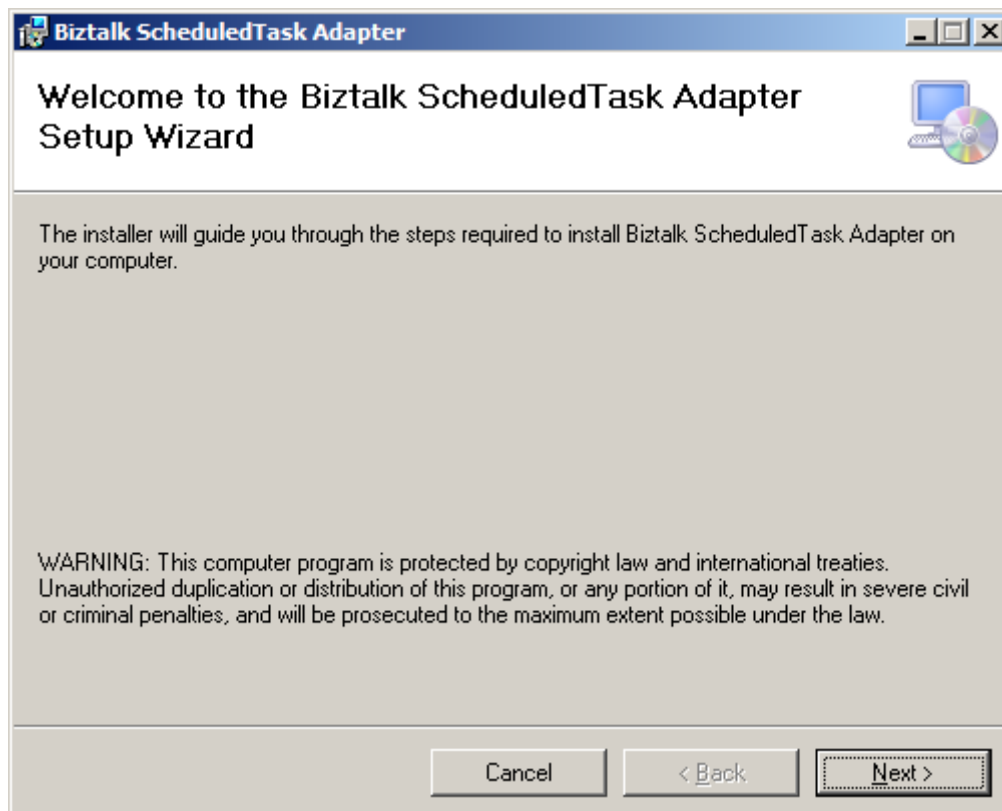 Biztalk ScheduledTask Adapter
Welcome to the Biztalk ScheduledTask Adapter
Setup Wizard
The installer will guide you through the steps required to install Biztalk ScheduledTask Adapter on
your computer.
WARNING: This computer program is protected by copyright law and international treaties.
Unauthorized duplication or distribution of this program, or any portion of it, may result in severe civil
or criminal penalties, and will be prosecuted to the maximum extent possible under the law.
Cancel < Back Next >